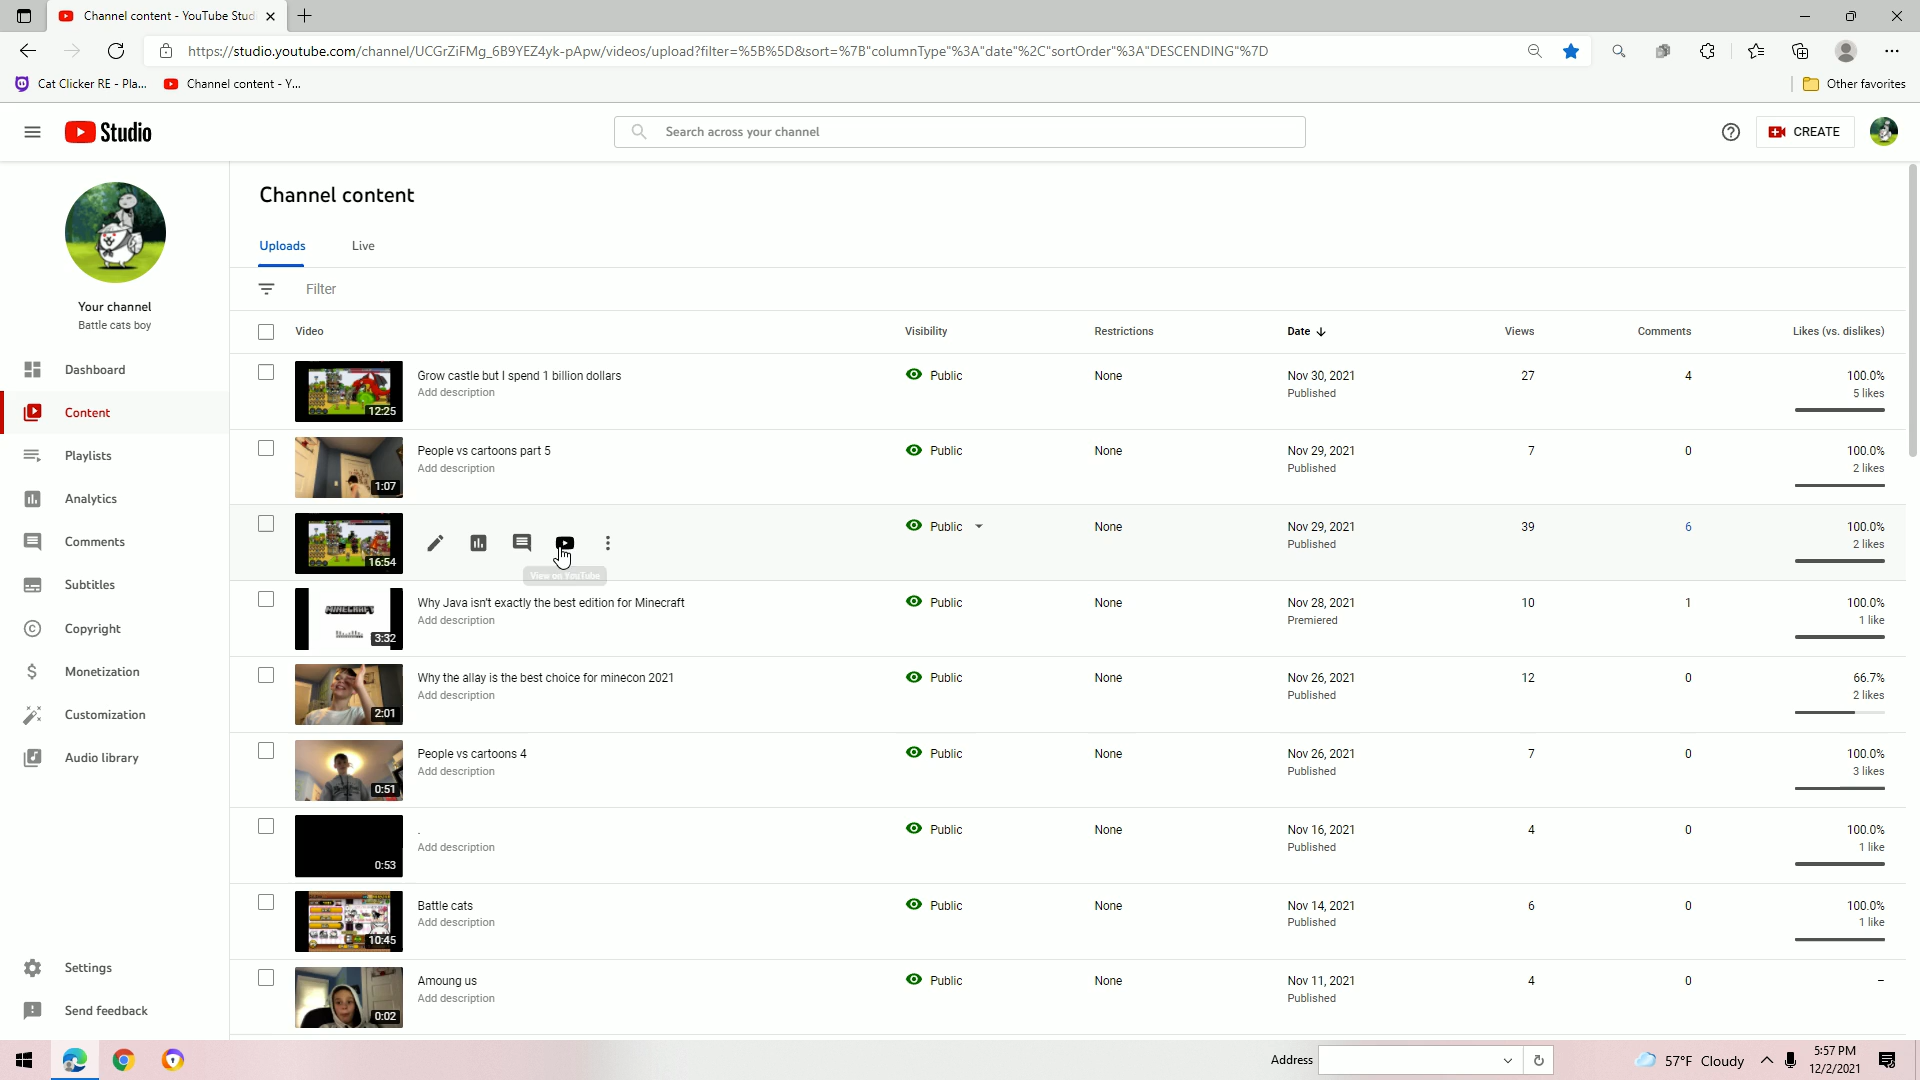 Channel content - YouTube Stud
https://studio.youtube.com/channel/UCGrZiFMg_6B9YEZ4yk-pApw/videos/upload?filter=%5B%5D&sort=%7B"columnType"%3A"date"%2C"sortOrder"%3A"DESCENDING"%7D
Cat Clicker RE - Pla...
Channel content - Y...
Other favorites
Studio
Search across your channel
CREATE
Channel content
Uploads
Live
Filter
Your channel
Battle cats boy
Dashboard
Content
Playlists
Analytics
Comments
Subtitles
Copyright
Monetization
Customization
Audio library
Settings
Send feedback
Video Visibility Restrictions Date Views Comments Likes (vs. dislikes)
12:25 Grow castle but I spend 1 billion dollars Public None Nov 30, 2021 27 4 100.0%
Add description Published 5 likes
1:07 People vs cartoons part 5 Public None Nov 29, 2021 7 0 100.0%
Add description Published 2 likes
16:54 Public None Nov 29, 2021 39 6 100.0%
Published 2 likes
View on YouTube
MINECRAFT
3:32 Why Java isn't exactly the best edition for Minecraft Public None Nov 28, 2021 10 1 100.0%
Add description Premiered 1 like
2:01 Why the allay is the best choice for minecon 2021 Public None Nov 26, 2021 12 0 66.7%
Add description Published 2 likes
0:51 People vs cartoons 4 Public None Nov 26, 2021 7 0 100.0%
Add description Published 3 likes
0:53 . Public None Nov 16, 2021 4 0 100.0%
Add description Published 1 like
10:45 Battle cats Public None Nov 14, 2021 6 0 100.0%
Add description Published 1 like
0:02 Amoung us Public None Nov 11, 2021 4 0 –
Add description Published
Address
57°F Cloudy
5:57 PM
12/2/2021